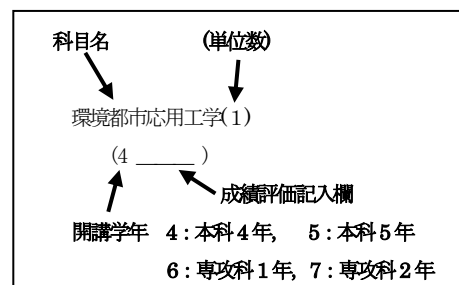 科目名 (単位数)
環境都市応用工学(1)
(4 ______ )
成績評価記入欄
開講学年 4：本科4年, 5：本科5年
6：専攻科1年, 7：専攻科2年